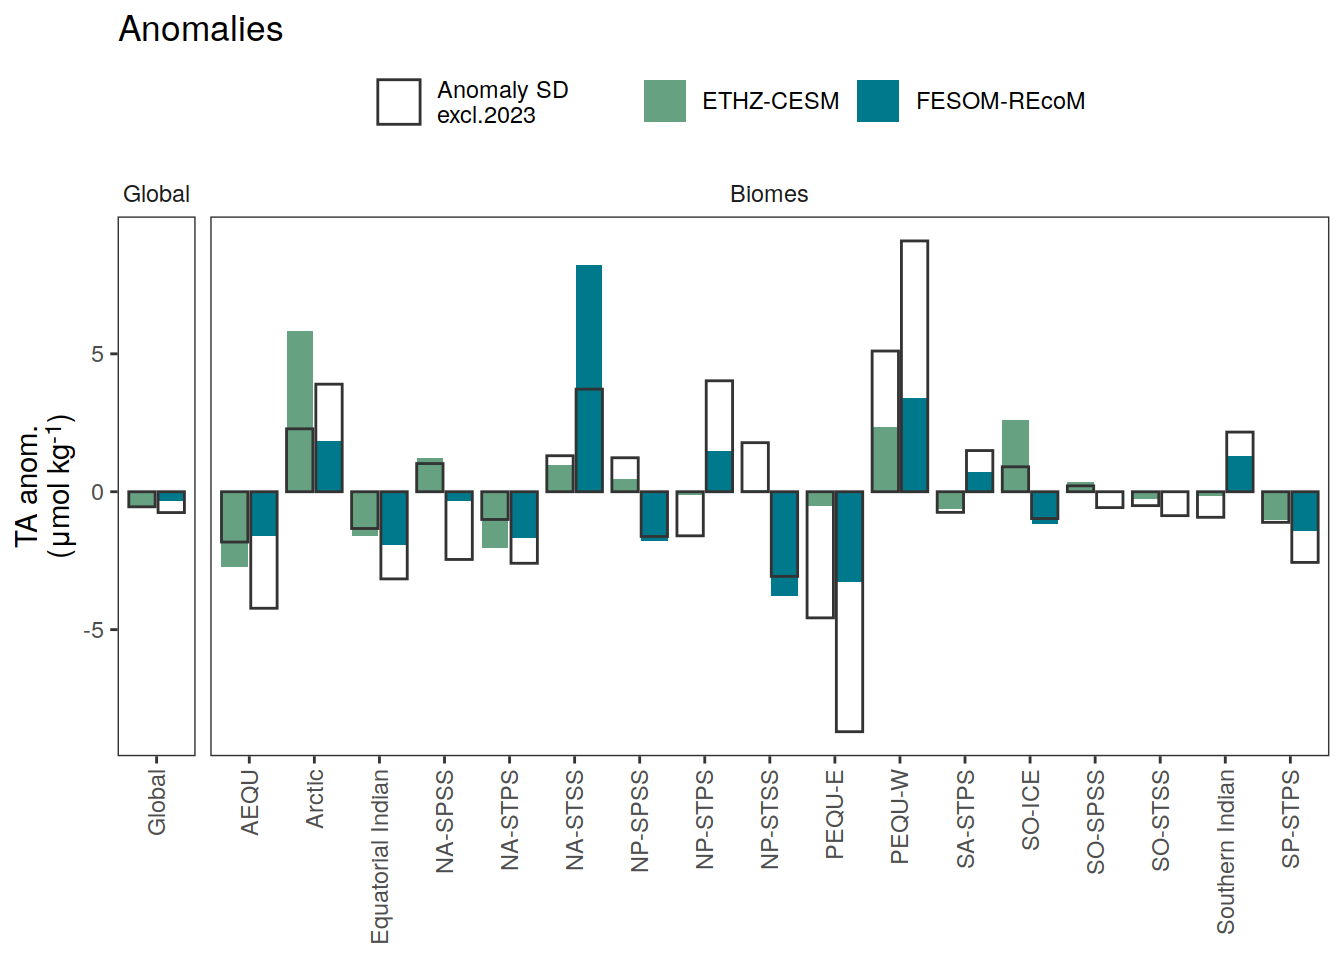 Anomalies
Anomaly SD
excl.2023
ETHZ-CESM
FESOM-REcoM
Global
Biomes
TA anom.
(μmol kg⁻¹)
5
0
-5
Global
AEQU
Arctic
Equatorial Indian
NA-SPSS
NA-STPS
NA-STSS
NP-SPSS
NP-STPS
NP-STSS
PEQU-E
PEQU-W
SA-STPS
SO-ICE
SO-SPSS
SO-STSS
Southern Indian
SP-STPS